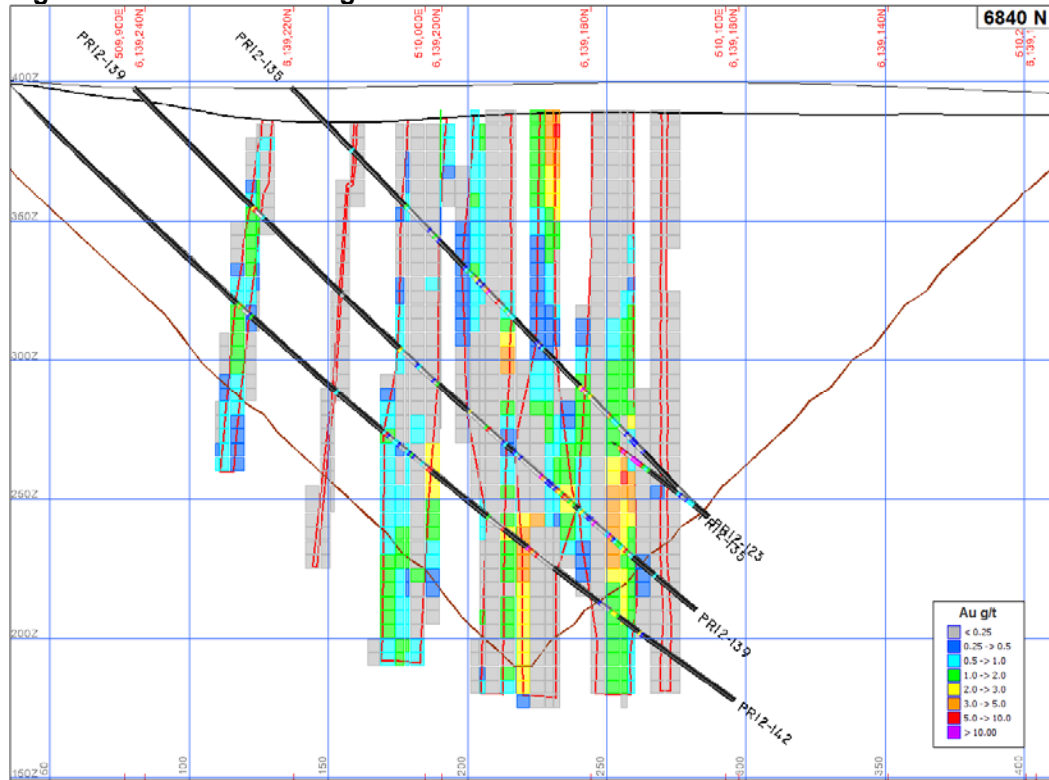 6840 N
509,900E
6,139,240N
6,139,220N
510,000E
6,139,200N
6,139,180N
510,100E
6,139,160N
6,139,140N
PR12-139
PR12-135
400Z
350Z
300Z
250Z
200Z
150Z
50
100
150
200
250
300
350
400
PR12-123
PR12-135
PR12-139
PR12-142
Au g/t
< 0.25
0.25 -> 0.5
0.5 -> 1.0
1.0 -> 2.0
2.0 -> 3.0
3.0 -> 5.0
5.0 -> 10.0
> 10.00